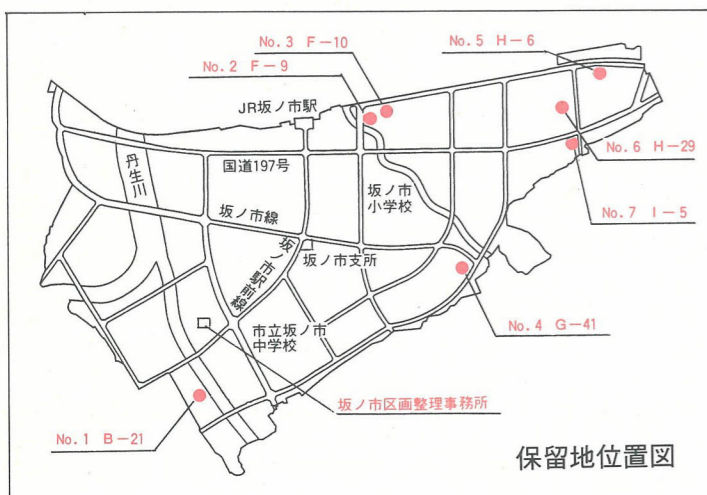 No.3 F-10
No.5 H-6
No.2 F-9
JR坂ノ市駅
丹生川
国道197号
坂ノ市
小学校
No.6 H-29
坂ノ市線
No.7 I-5
坂ノ市駅前線
坂ノ市支所
市立坂ノ市
中学校
No.4 G-41
坂ノ市区画整理事務所
No.1 B-21
保留地位置図